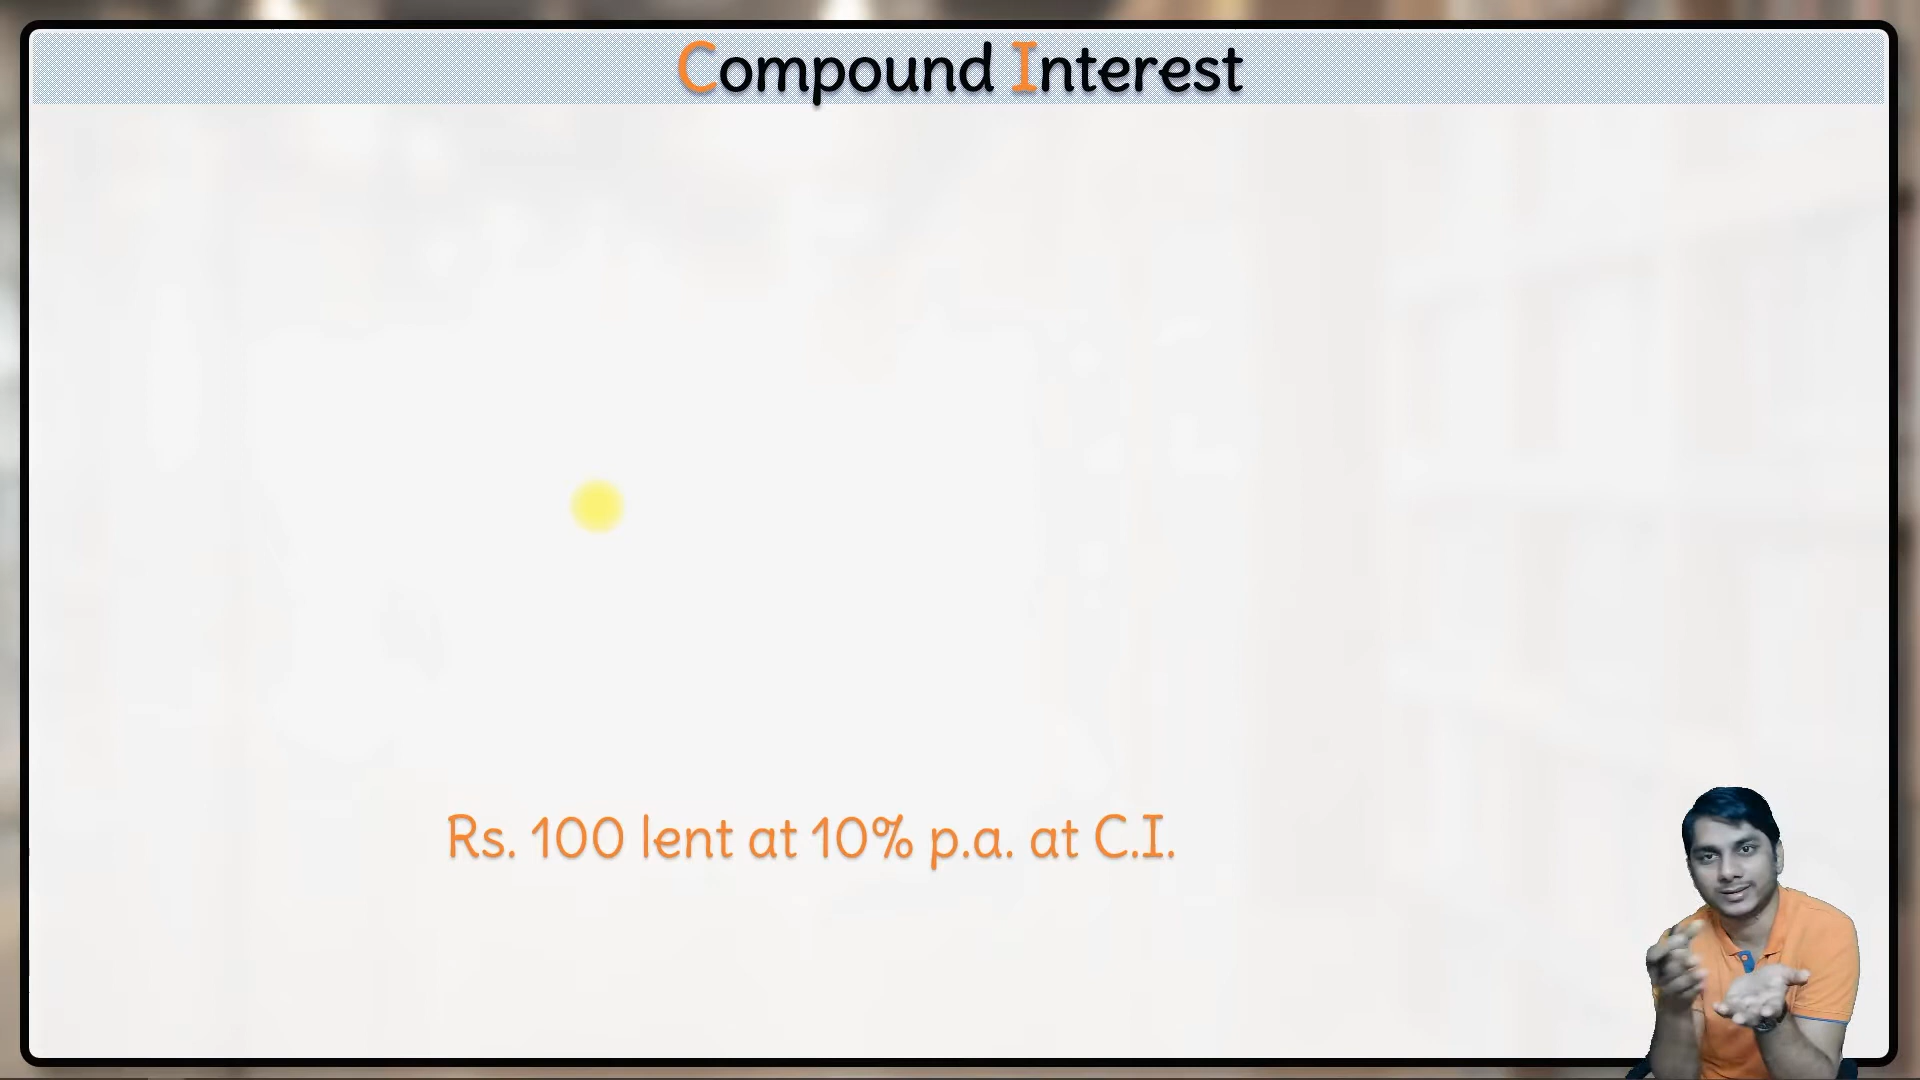 Compound Interest
Rs. 100 lent at 10% p.a. at C.I.